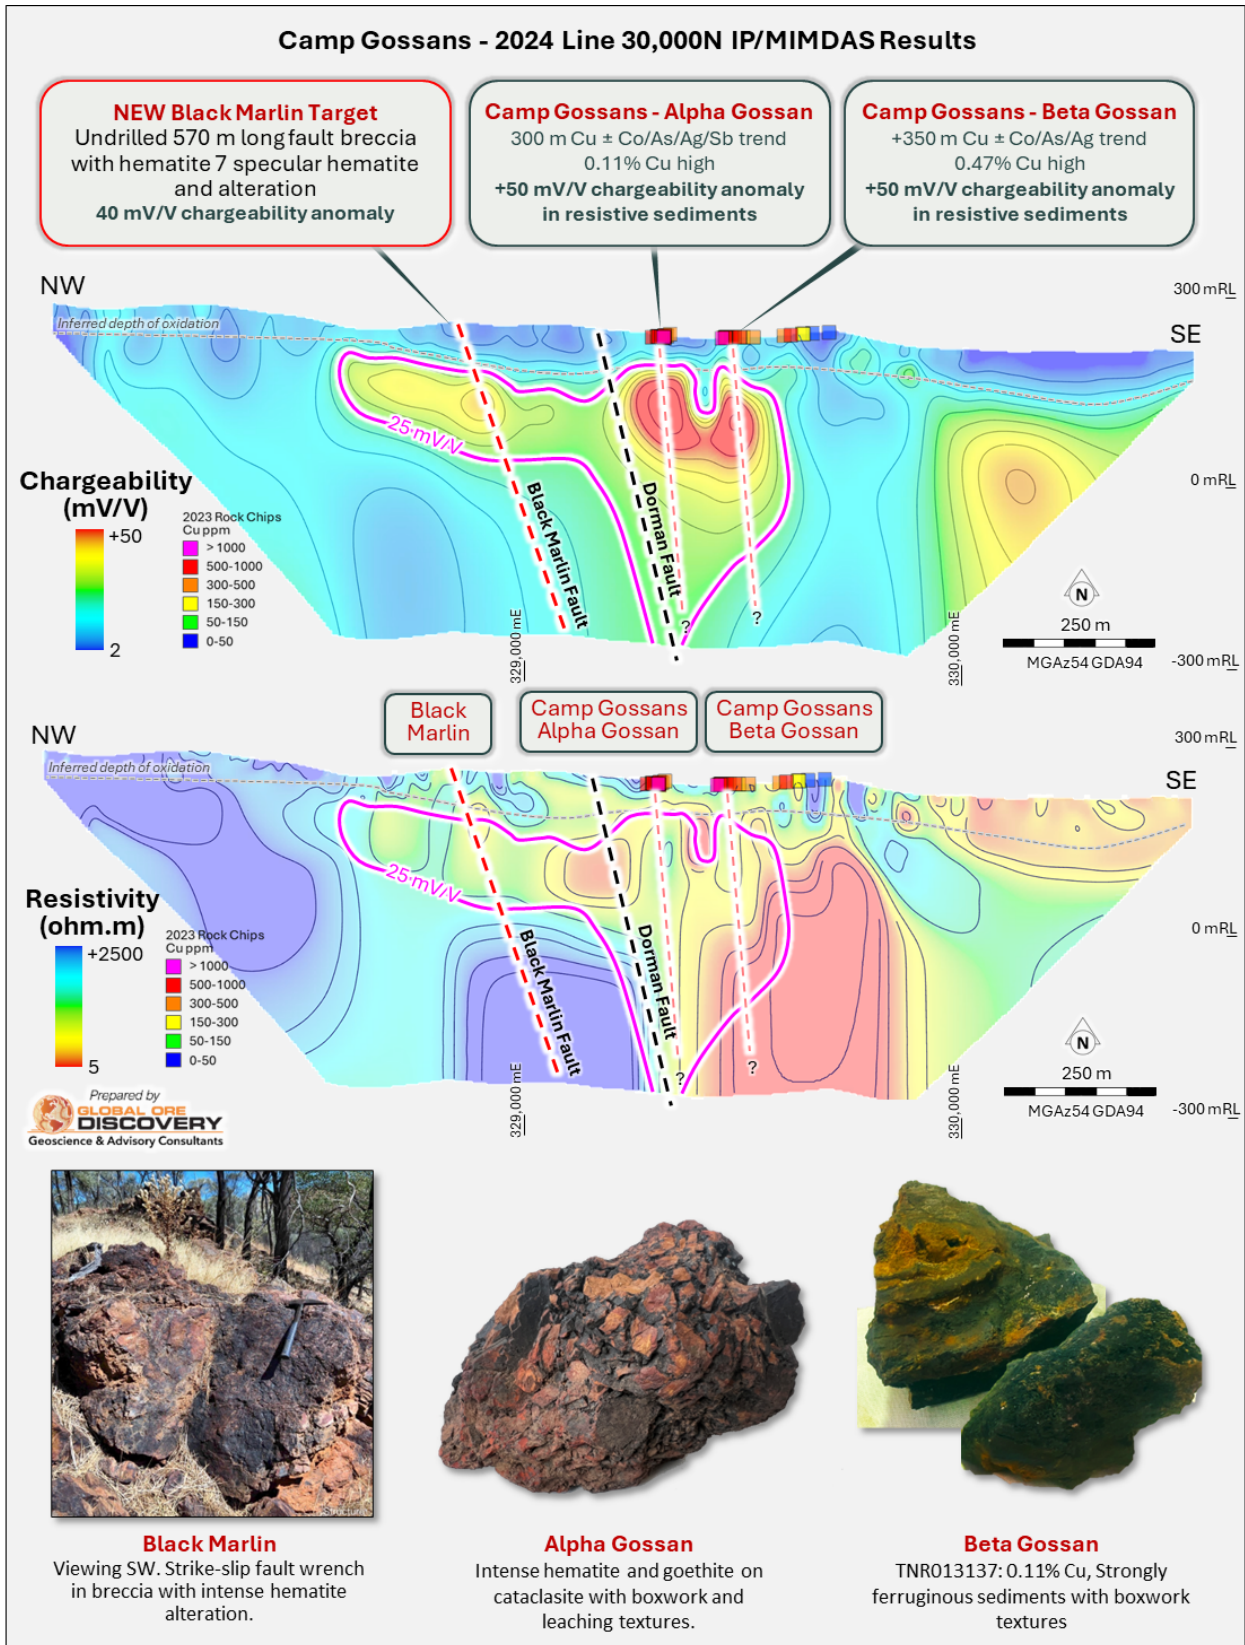 Camp Gossans - 2024 Line 30,000N IP/MIMDAS Results
NEW Black Marlin Target
Undrilled 570 m long fault breccia
with hematite 7 specular hematite
and alteration
40 mV/V chargeability anomaly
Camp Gossans - Alpha Gossan
300 m Cu ± Co/As/Ag/Sb trend
0.11% Cu high
+50 mV/V chargeability anomaly
in resistive sediments
Camp Gossans - Beta Gossan
+350 m Cu ± Co/As/Ag trend
0.47% Cu high
+50 mV/V chargeability anomaly
in resistive sediments
NW
300 mRL
SE
Inferred depth of oxidation
25 mV/V
0 mRL
Chargeability
(mV/V)
+50
2
2023 Rock Chips
Cu ppm
> 1000
500-1000
300-500
150-300
50-150
0-50
Black Marlin Fault
Dorman Fault
?
?
329,000 mE
330,000 mE
N
250 m
MGAz54 GDA94
-300 mRL
Black
Marlin
Camp Gossans
Alpha Gossan
Camp Gossans
Beta Gossan
NW
300 mRL
SE
Inferred depth of oxidation
25 mV/V
0 mRL
Resistivity
(ohm.m)
+2500
5
2023 Rock Chips
Cu ppm
> 1000
500-1000
300-500
150-300
50-150
0-50
Black Marlin Fault
Dorman Fault
?
?
329,000 mE
330,000 mE
N
250 m
MGAz54 GDA94
-300 mRL
Prepared by
GLOBAL ORE
DISCOVERY
Geoscience & Advisory Consultants
Black Marlin
Viewing SW. Strike-slip fault wrench
in breccia with intense hematite
alteration.
Alpha Gossan
Intense hematite and goethite on
cataclasite with boxwork and
leaching textures.
Beta Gossan
TNR013137: 0.11% Cu, Strongly
ferruginous sediments with boxwork
textures